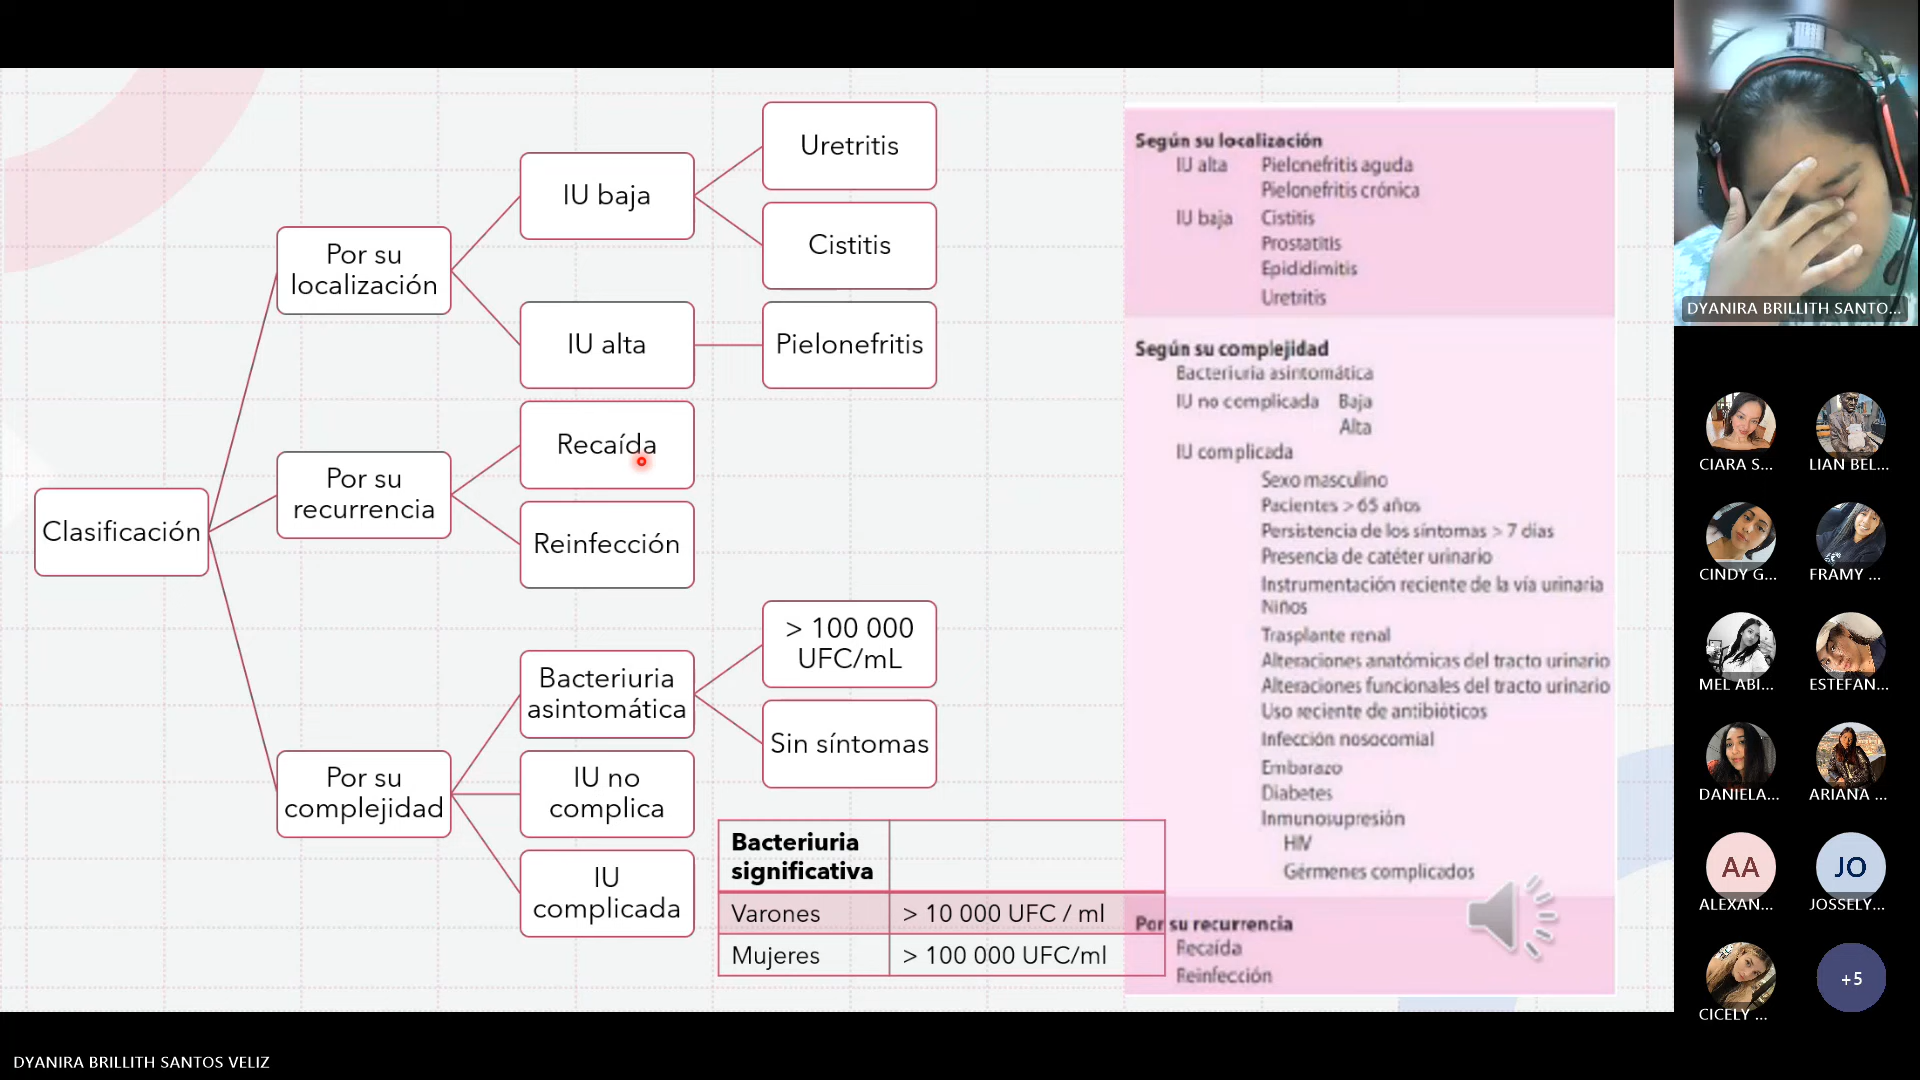 Clasificación
Por su
localización
IU baja
Uretritis
Cistitis
IU alta
Pielonefritis
Por su
recurrencia
Recaída
Reinfección
Por su
complejidad
Bacteriuria
asintomática
> 100 000
UFC/mL
Sin síntomas
IU no
complica
IU
complicada
Bacteriuria
significativa
Varones > 10 000 UFC / ml
Mujeres > 100 000 UFC/ml
Según su localización
IU alta Pielonefritis aguda
Pielonefritis crónica
IU baja Cistitis
Prostatitis
Epididimitis
Uretritis
Según su complejidad
Bacteriuria asintomática
IU no complicada Baja
Alta
IU complicada
Sexo masculino
Pacientes > 65 años
Persistencia de los síntomas > 7 días
Presencia de catéter urinario
Instrumentación reciente de la vía urinaria
Niños
Trasplante renal
Alteraciones anatómicas del tracto urinario
Alteraciones funcionales del tracto urinario
Uso reciente de antibióticos
Infección nosocomial
Embarazo
Diabetes
Inmunosupresión
HIV
Gérmenes complicados
Por su recurrencia
Recaída
Reinfección
DYANIRA BRILLITH SANTO...
CIARA S...
LIAN BEL...
CINDY G...
FRAMY ...
MEL ABI...
ESTEFAN...
DANIELA...
ARIANA ...
AA
JO
ALEXAN...
JOSSELY...
CICELY ...
+5
DYANIRA BRILLITH SANTOS VELIZ